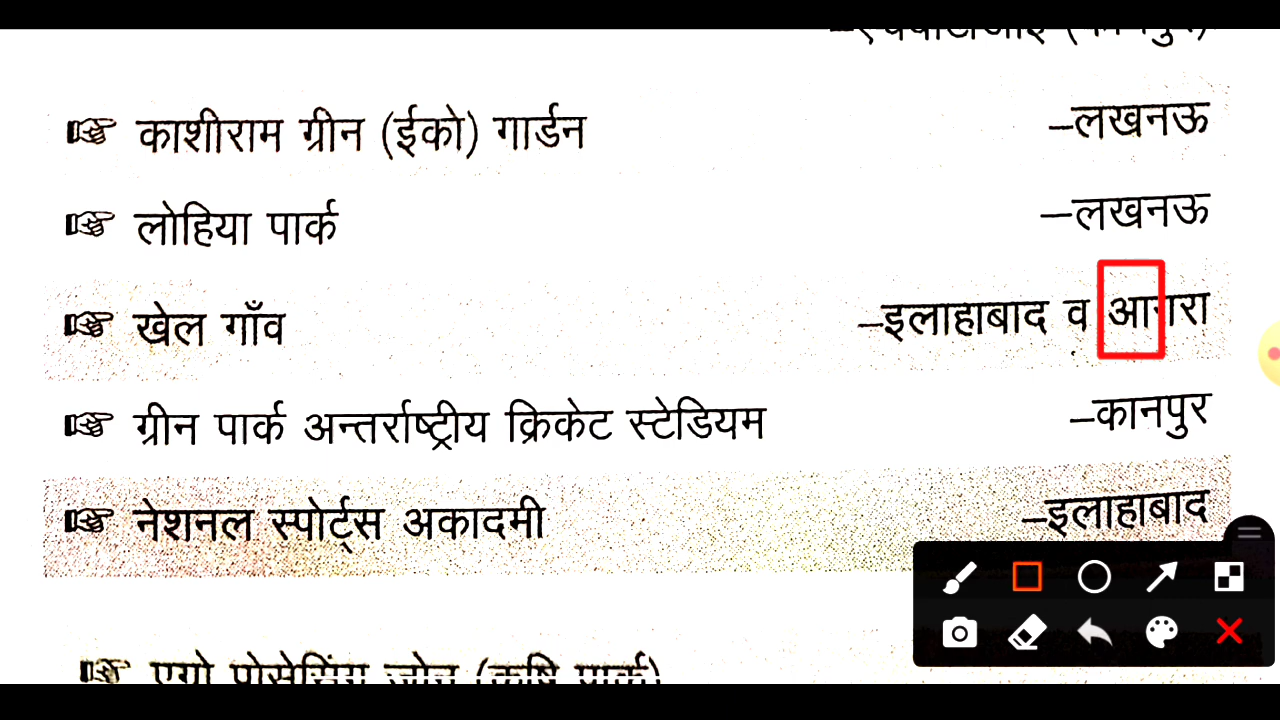 ☞ काशीराम ग्रीन (ईको) गार्डन –लखनऊ
☞ लोहिया पार्क –लखनऊ
☞ खेल गाँव –इलाहाबाद व आगरा
☞ ग्रीन पार्क अन्तर्राष्ट्रीय क्रिकेट स्टेडियम –कानपुर
☞ नेशनल स्पोर्ट्स अकादमी –इलाहाबाद